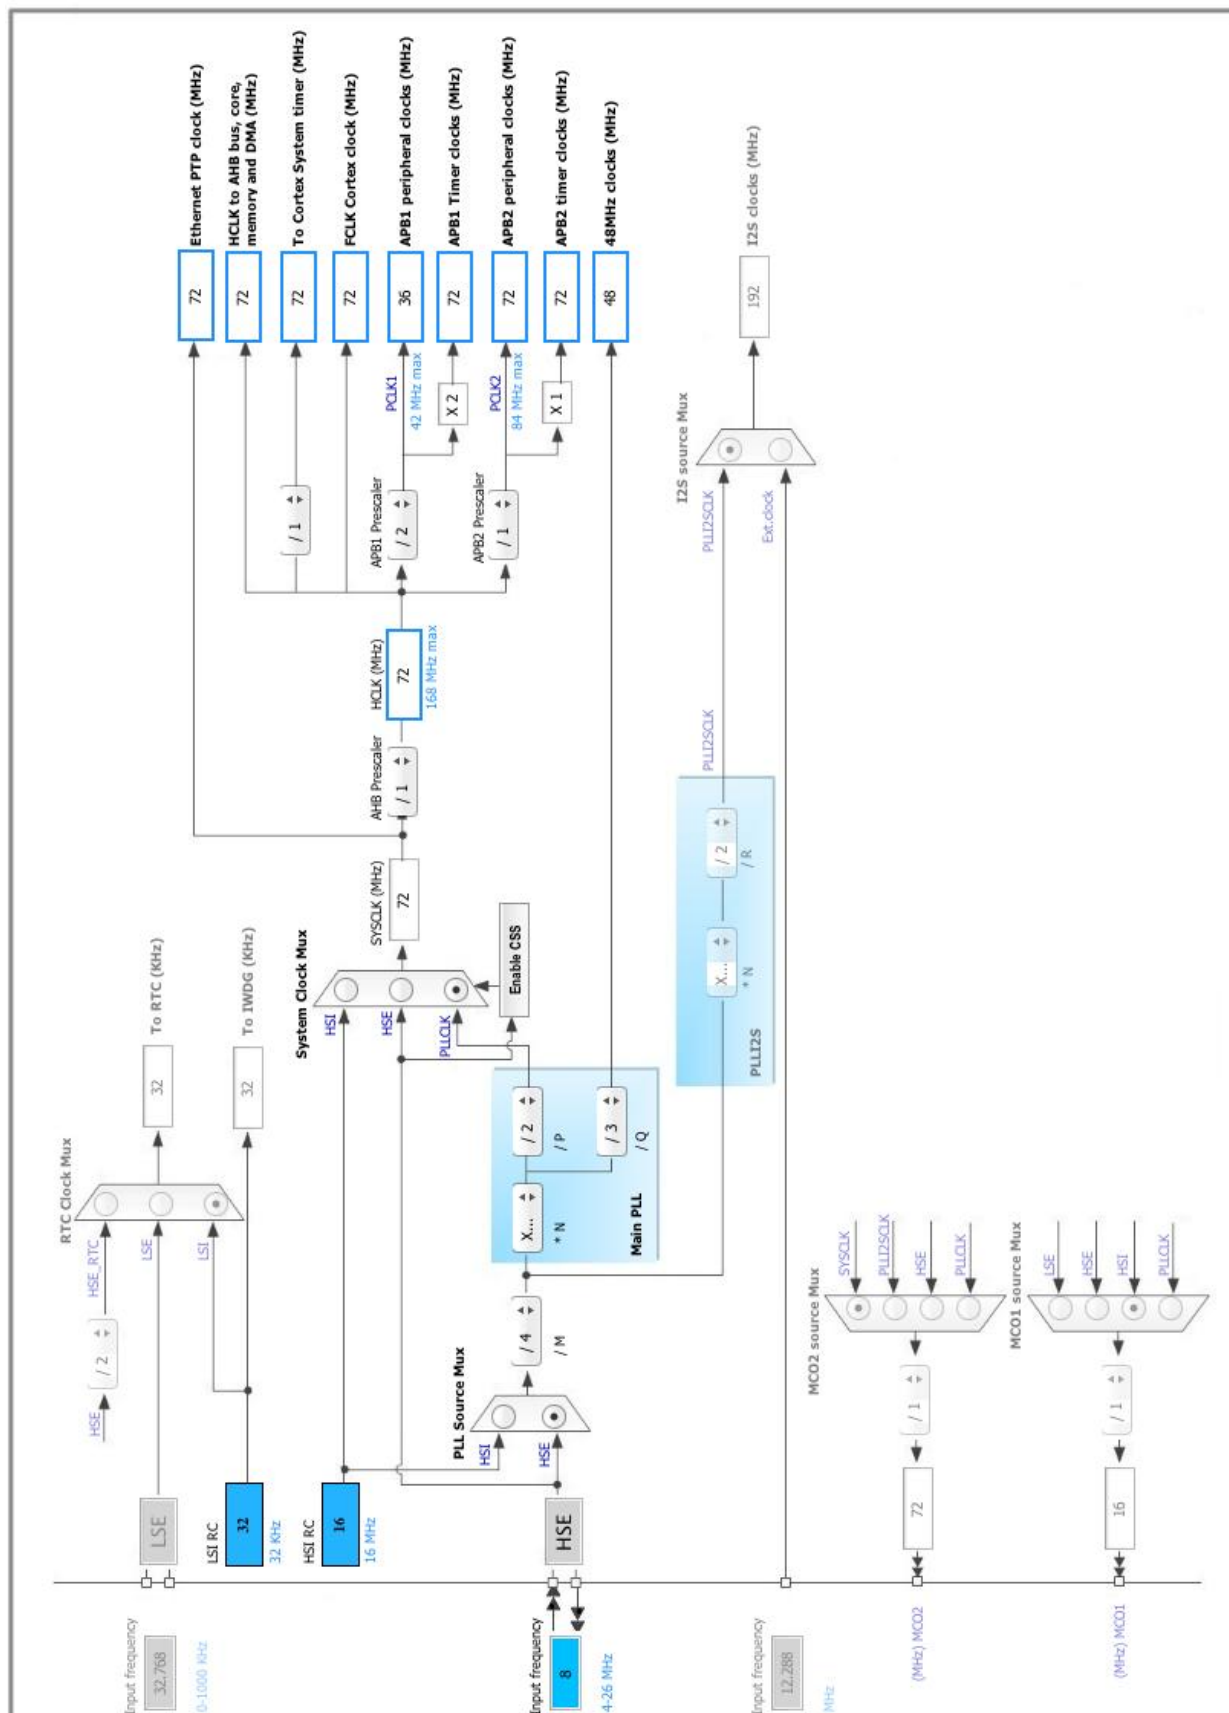 Input frequency
32.768
0-1000 KHz
LSE
HSE
/ 2
HSE_RTC
LSE
LSI
RTC Clock Mux
32
To RTC (KHz)
LSI RC
32
32 KHz
32
To IWDG (KHz)
HSI RC
16
16 MHz
System Clock Mux
HSI
HSE
PLLCLK
Enable CSS
SYSCLK (MHz)
72
AHB Prescaler
/ 1
HCLK (MHz)
72
168 MHz max
72
Ethernet PTP clock (MHz)
72
HCLK to AHB bus, core,
memory and DMA (MHz)
/ 1
72
To Cortex System timer (MHz)
72
FCLK Cortex clock (MHz)
APB1 Prescaler
/ 2
PCLK1
42 MHz max
36
APB1 peripheral clocks (MHz)
X 2
72
APB1 Timer clocks (MHz)
APB2 Prescaler
/ 1
PCLK2
84 MHz max
72
APB2 peripheral clocks (MHz)
X 1
72
APB2 timer clocks (MHz)
48
48MHz clocks (MHz)
Input frequency
8
4-26 MHz
HSE
PLL Source Mux
HSI
HSE
/ 4
/ M
X...
* N
/ 2
/ P
/ 3
/ Q
Main PLL
X...
* N
/ 2
/ R
PLLI2S
PLLI2SCLK
PLLI2SCLK
Ext.clock
I2S source Mux
192
I2S clocks (MHz)
Input frequency
12.288
MHz
MCO2 source Mux
SYSCLK
PLLI2SCLK
HSE
PLLCLK
/ 1
72
(MHz) MCO2
MCO1 source Mux
LSE
HSE
HSI
PLLCLK
/ 1
16
(MHz) MCO1